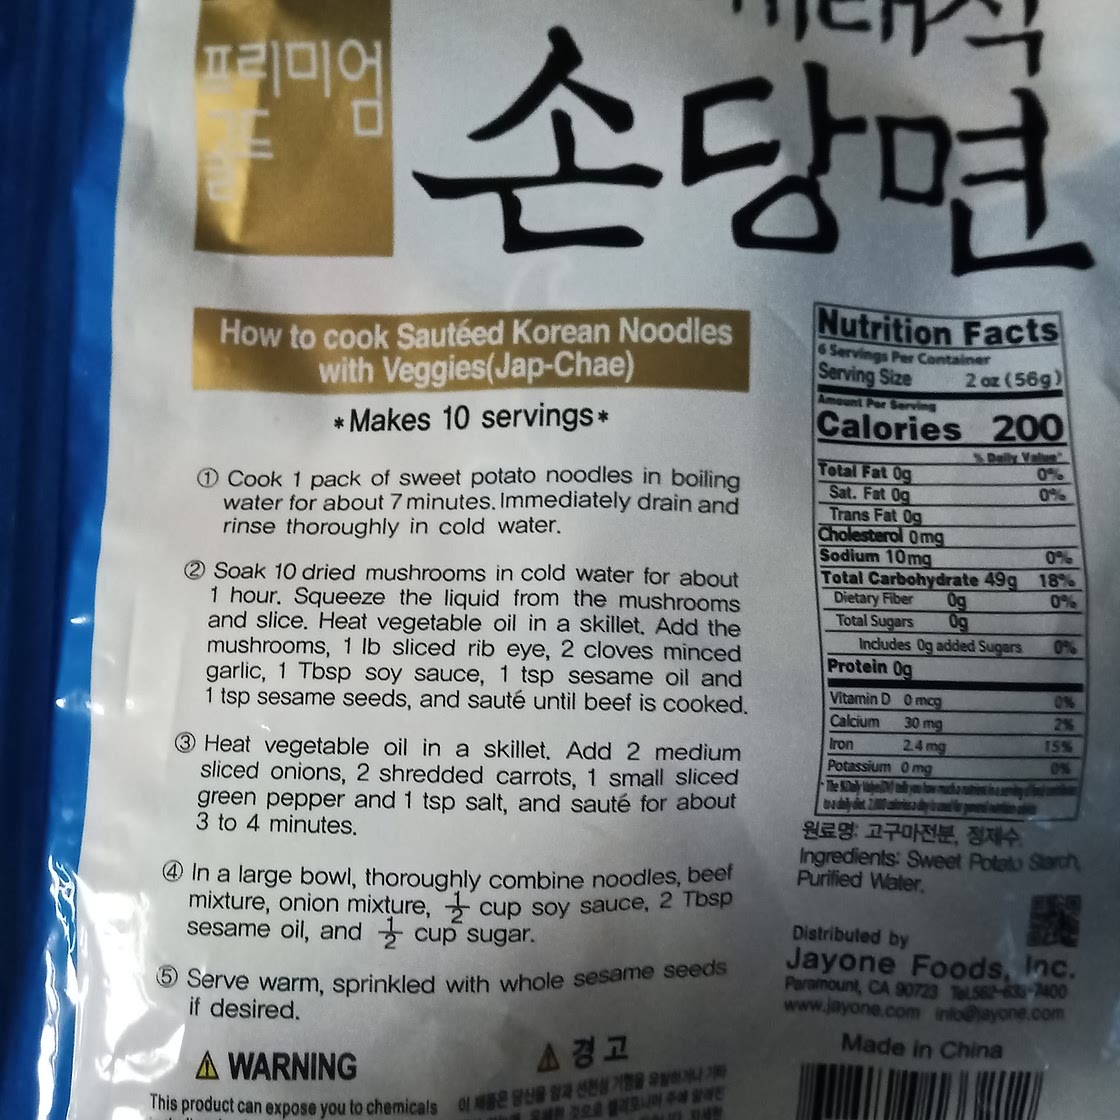 프리미엄
골드
손당면
How to cook Sautéed Korean Noodles
with Veggies(Jap-Chae)
*Makes 10 servings*
① Cook 1 pack of sweet potato noodles in boiling
water for about 7 minutes. Immediately drain and
rinse thoroughly in cold water.
② Soak 10 dried mushrooms in cold water for about
1 hour. Squeeze the liquid from the mushrooms
and slice. Heat vegetable oil in a skillet. Add the
mushrooms, 1 lb sliced rib eye, 2 cloves minced
garlic, 1 Tbsp soy sauce, 1 tsp sesame oil and
1 tsp sesame seeds, and sauté until beef is cooked.
③ Heat vegetable oil in a skillet. Add 2 medium
sliced onions, 2 shredded carrots, 1 small sliced
green pepper and 1 tsp salt, and sauté for about
3 to 4 minutes.
④ In a large bowl, thoroughly combine noodles, beef
mixture, onion mixture, ½ cup soy sauce, 2 Tbsp
sesame oil, and ½ cup sugar.
⑤ Serve warm, sprinkled with whole sesame seeds
if desired.
⚠ WARNING
This product can expose you to chemicals
⚠ 경고
Nutrition Facts
6 Servings Per Container
Serving Size 2 oz (56g)
Amount Per Serving
Calories 200
% Daily Value*
Total Fat 0g 0%
Sat. Fat 0g 0%
Trans Fat 0g
Cholesterol 0mg
Sodium 10mg 0%
Total Carbohydrate 49g 18%
Dietary Fiber 0g 0%
Total Sugars 0g
Includes 0g added Sugars 0%
Protein 0g
Vitamin D 0 mcg 0%
Calcium 30 mg 2%
Iron 2.4 mg 15%
Potassium 0 mg 0%
원료명: 고구마전분, 정제수
Ingredients: Sweet Potato Starch,
Purified Water.
Distributed by
Jayone Foods, Inc.
Paramount, CA 90723 Tel.562-633-7400
www.jayone.com info@jayone.com
Made in China